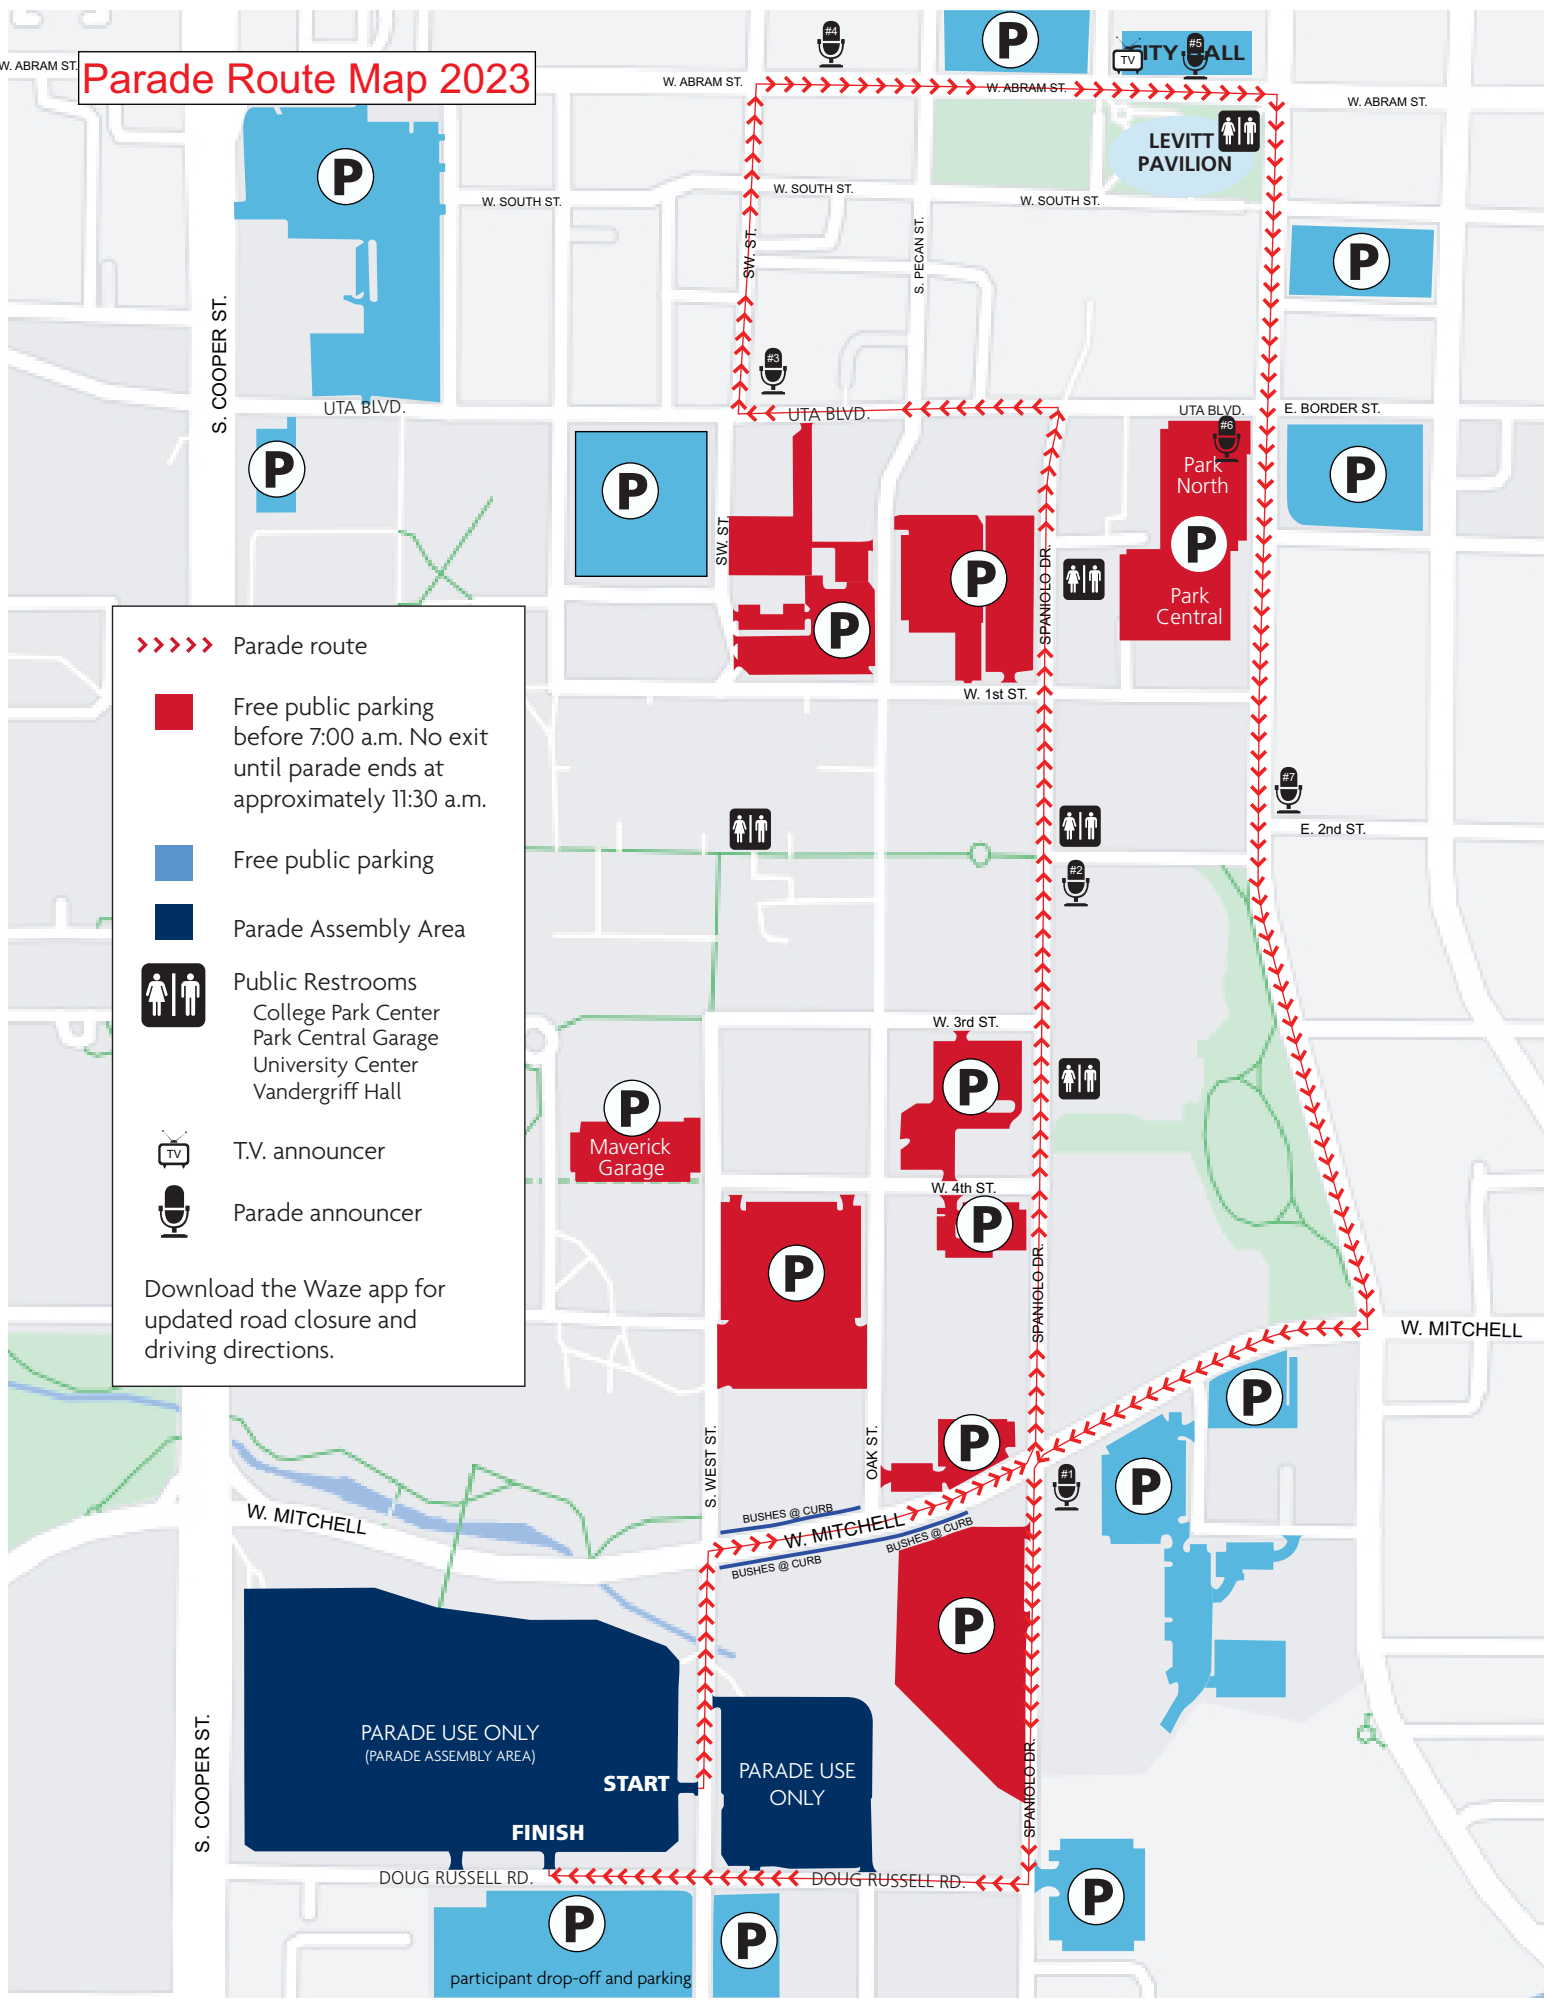 Parade Route Map 2023
#4
P
#5
CITY HALL
TV
W. ABRAM ST.
W. ABRAM ST.
W. ABRAM ST.
W. ABRAM ST.
LEVITT
PAVILION
P
W. SOUTH ST.
W. SOUTH ST.
W. SOUTH ST.
SW. ST.
S. PECAN ST.
P
S. COOPER ST.
#3
UTA BLVD.
UTA BLVD.
UTA BLVD.
E. BORDER ST.
#6
P
P
Park
North
P
SW. ST.
P
Park
Central
P
P
P
SPANIOLO DR.
W. 1st ST.
Parade route
Free public parking
before 7:00 a.m. No exit
until parade ends at
approximately 11:30 a.m.
Free public parking
Parade Assembly Area
Public Restrooms
College Park Center
Park Central Garage
University Center
Vandergriff Hall
TV
T.V. announcer
Parade announcer
Download the Waze app for
updated road closure and
driving directions.
#7
E. 2nd ST.
#2
W. 3rd ST.
P
P
Maverick
Garage
W. 4th ST.
P
P
SPANIOLO DR.
W. MITCHELL
P
S. WEST ST.
OAK ST.
P
#1
P
W. MITCHELL
BUSHES @ CURB
W. MITCHELL
BUSHES @ CURB
BUSHES @ CURB
P
S. COOPER ST.
PARADE USE ONLY
(PARADE ASSEMBLY AREA)
START
FINISH
PARADE USE
ONLY
SPANIOLO DR.
DOUG RUSSELL RD.
DOUG RUSSELL RD.
P
P
P
participant drop-off and parking